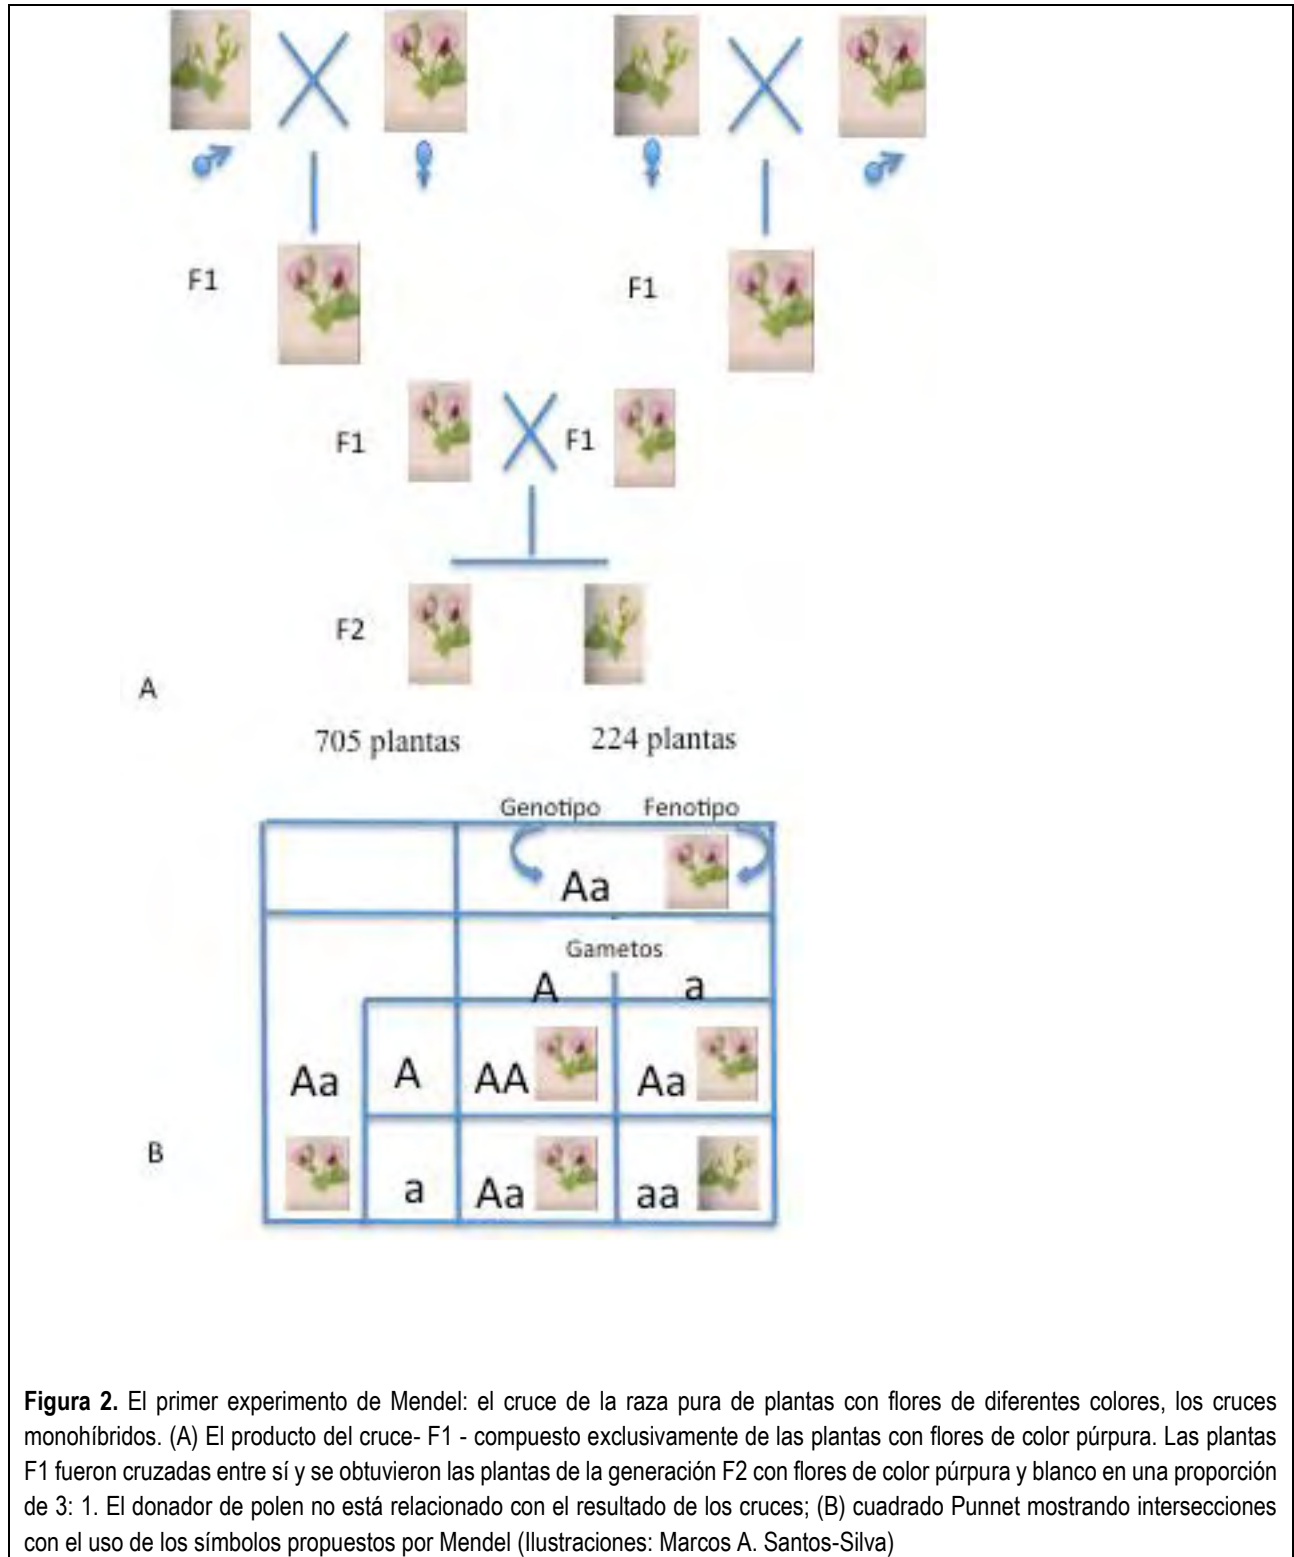 F1
F1
F1
F1
F2
A
705 plantas
224 plantas
Genotipo
Fenotipo
Aa
Gametos
A
a
Aa
A
AA
Aa
B
a
Aa
aa
Figura 2. El primer experimento de Mendel: el cruce de la raza pura de plantas con flores de diferentes colores, los cruces
monohíbridos. (A) El producto del cruce- F1 - compuesto exclusivamente de las plantas con flores de color púrpura. Las plantas
F1 fueron cruzadas entre sí y se obtuvieron las plantas de la generación F2 con flores de color púrpura y blanco en una proporción
de 3: 1. El donador de polen no está relacionado con el resultado de los cruces; (B) cuadrado Punnet mostrando intersecciones
con el uso de los símbolos propuestos por Mendel (Ilustraciones: Marcos A. Santos-Silva)